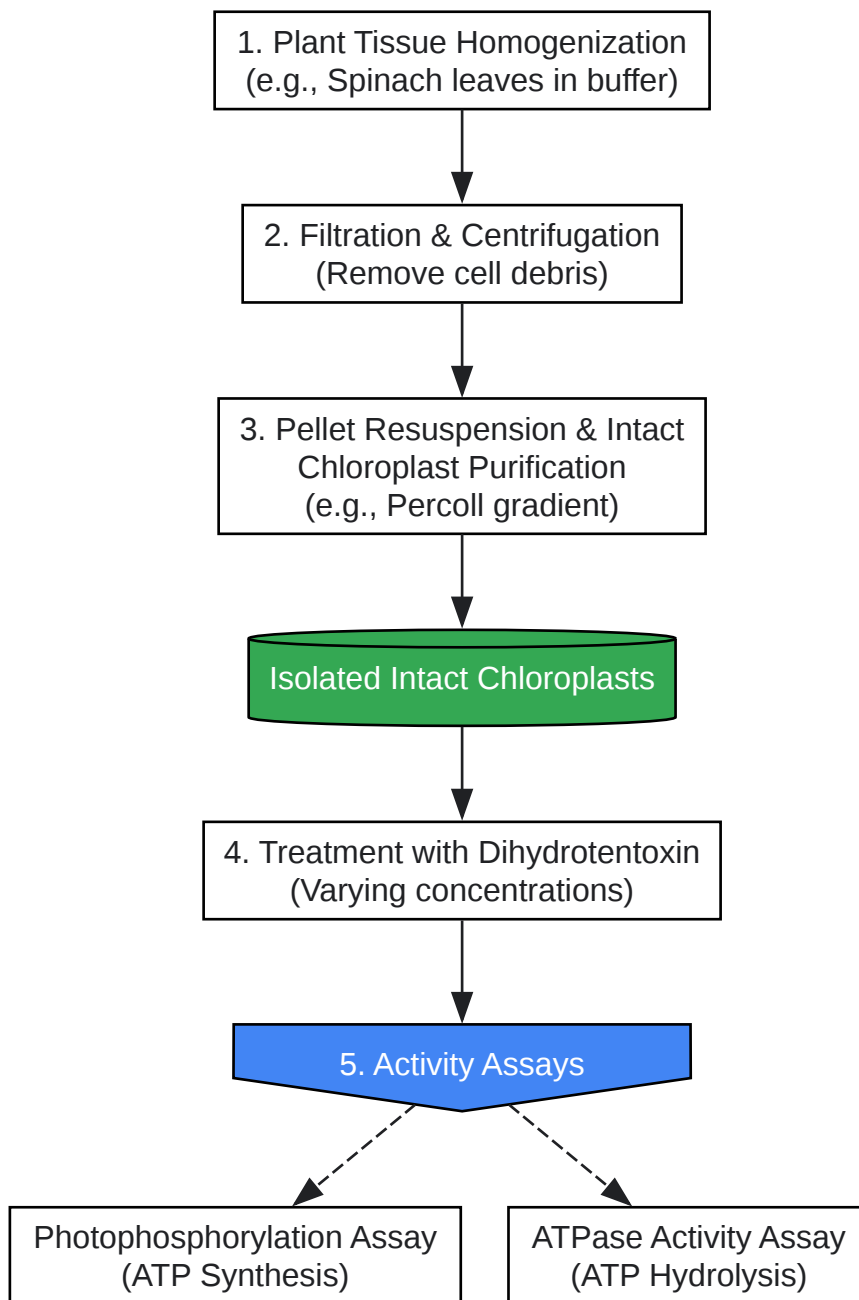 1. Plant Tissue Homogenization
(e.g., Spinach leaves in buffer)
2. Filtration & Centrifugation
(Remove cell debris)
3. Pellet Resuspension & Intact
Chloroplast Purification
(e.g., Percoll gradient)
Isolated Intact Chloroplasts
4. Treatment with Dihydrotentoxin
(Varying concentrations)
5. Activity Assays
Photophosphorylation Assay
(ATP Synthesis)
ATPase Activity Assay
(ATP Hydrolysis)